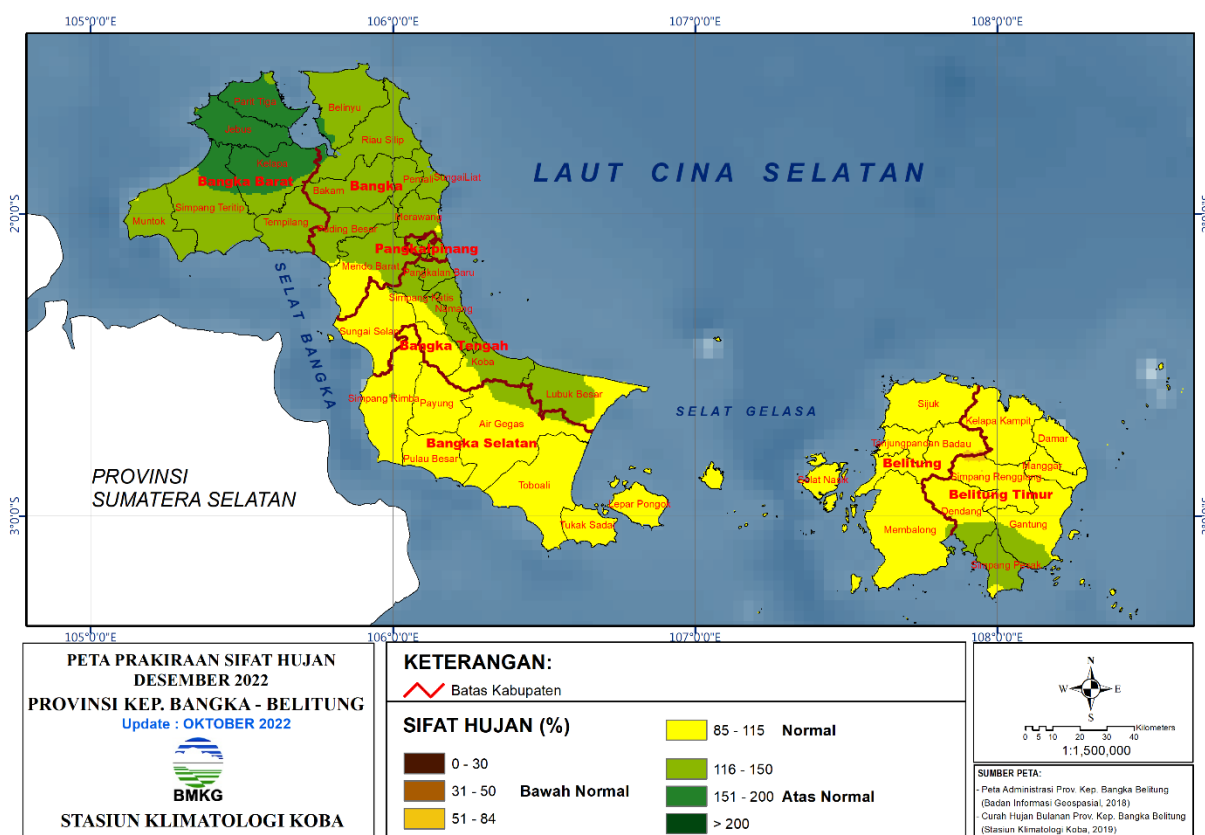 105°0'0"E 106°0'0"E 107°0'0"E 108°0'0"E
Parit Tiga
Belinyu
Jebus
Riau Silip
Kelapa
LAUT CINA SELATAN
Bangka Barat
Bangka
Pemali
SungaiLiat
Bakam
Simpang Teritip
Muntok
Tempilang
Merawang
2°0'0"S
2°0'0"S
Puding Besar
Pangkalpinang
Mendo Barat
Pangkalan Baru
SELAT BANGKA
Simpang Katis
Namang
Sungai Selan
Bangka Tangah
Koba
Lubuk Besar
Simpang Rimba
Payung
SELAT GELASA
Sijuk
Kelapa Kampit
Air Gegas
Bangka Selatan
Tanjungpandan
Badau
Damar
Pulau Besar
Belitung
Manggar
PROVINSI
SUMATERA SELATAN
Toboali
Selat Nasik
Simpang Renggiang
Belitung Timur
Lepar Pongok
Dendang
3°0'0"S
3°0'0"S
Tukak Sadai
Membalong
Gantung
Simpang Pesak
105°0'0"E 106°0'0"E 107°0'0"E 108°0'0"E
PETA PRAKIRAAN SIFAT HUJAN
DESEMBER 2022
PROVINSI KEP. BANGKA - BELITUNG
Update : OKTOBER 2022
BMKG
STASIUN KLIMATOLOGI KOBA
KETERANGAN:
Batas Kabupaten
SIFAT HUJAN (%)
0 - 30
31 - 50 Bawah Normal
51 - 84
85 - 115 Normal
116 - 150
151 - 200 Atas Normal
> 200
N
W E
S
Kilometers
0 5 10 20 30 40
1:1,500,000
SUMBER PETA:
- Peta Administrasi Prov. Kep. Bangka Belitung
(Badan Informasi Geospasial, 2018)
- Curah Hujan Bulanan Prov. Kep. Bangka Belitung
(Stasiun Klimatologi Koba, 2019)